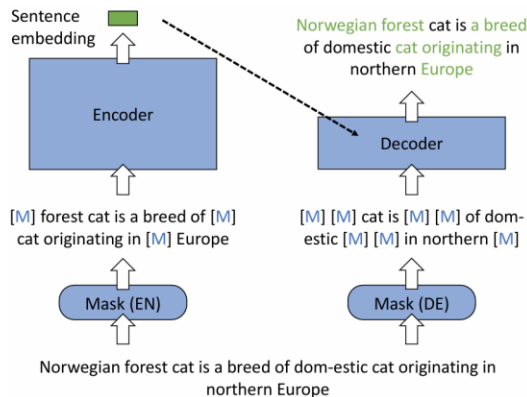 Sentence
embedding
Norwegian forest cat is a breed
of domestic cat originating in
northern Europe
Encoder
Decoder
[M] forest cat is a breed of [M]
cat originating in [M] Europe
[M] [M] cat is [M] [M] of dom-
estic [M] [M] in northern [M]
Mask (EN)
Mask (DE)
Norwegian forest cat is a breed of dom-estic cat originating in
northern Europe